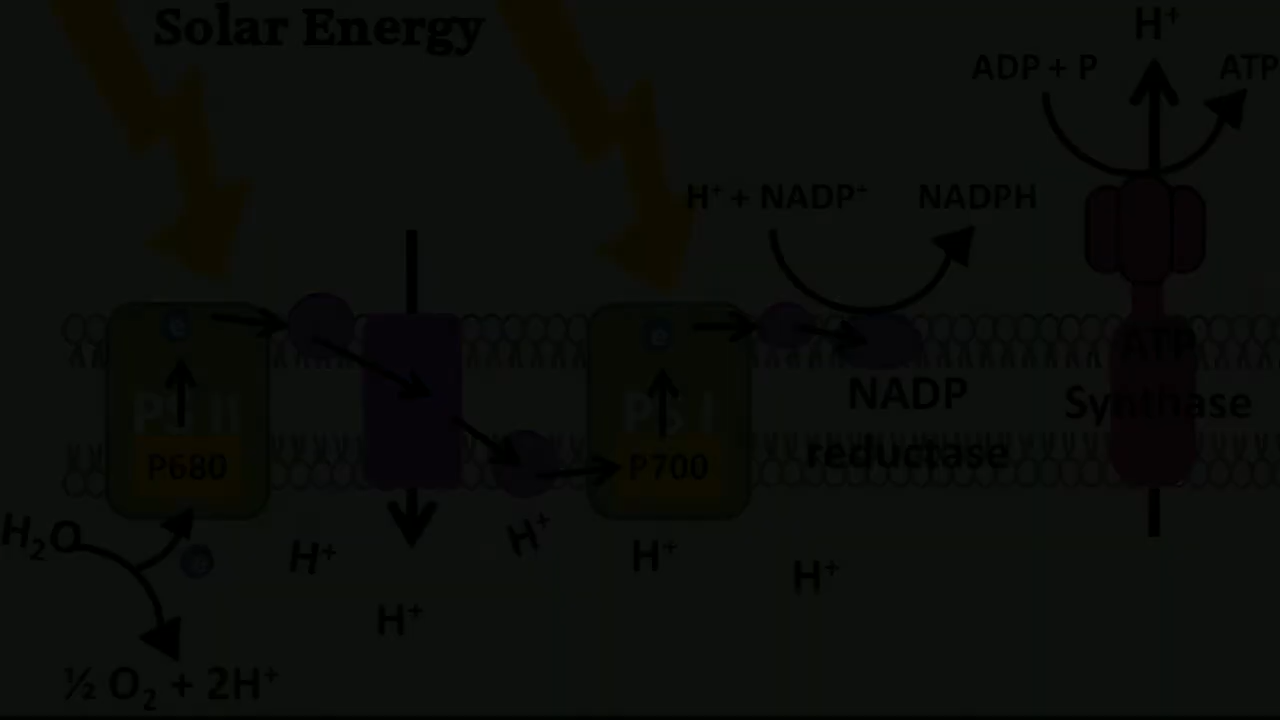 Solar Energy
H⁺
ADP + P
ATP
H⁺ + NADP⁺
NADPH
e
e
PS II
PS I
ATP
Synthase
NADP
reductase
P680
P700
H₂O
e
H⁺
H⁺
H⁺
H⁺
H⁺
½ O₂ + 2H⁺